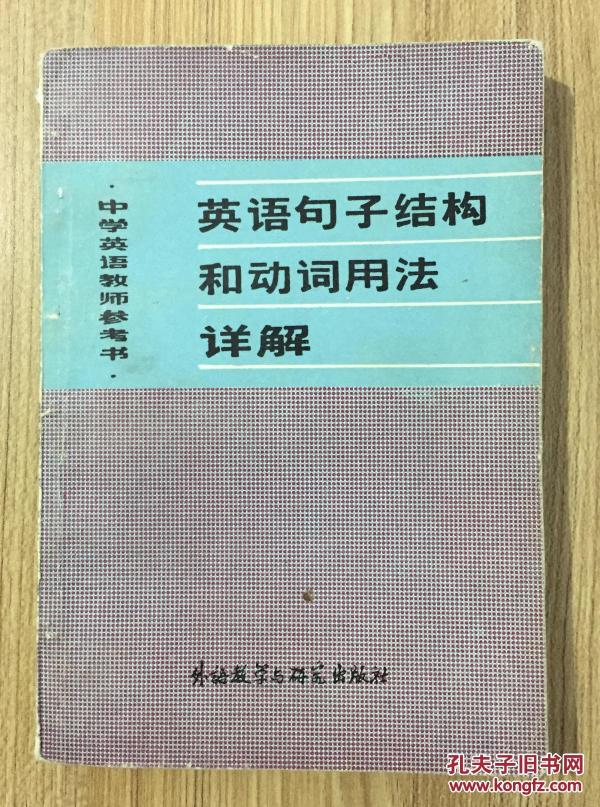 ·中学英语教师参考书·
英语句子结构
和动词用法
详解
外语教学与研究出版社
孔夫子旧书网
www.kongfz.com